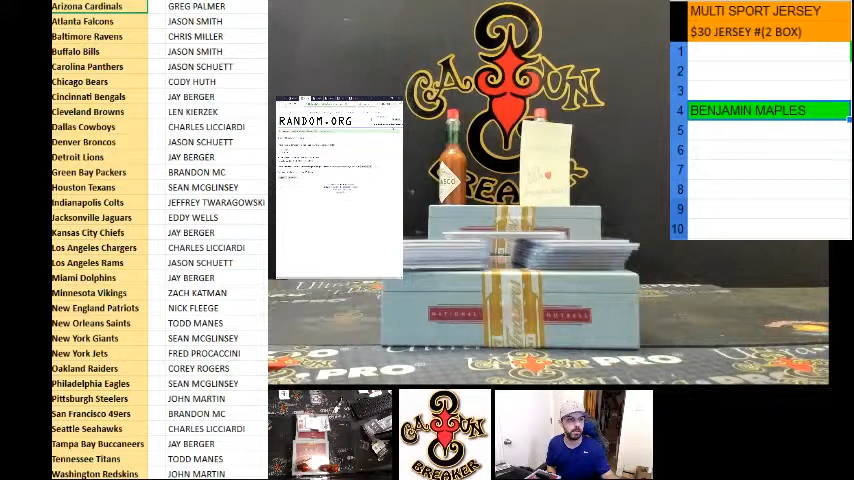 Arizona Cardinals GREG PALMER
Atlanta Falcons JASON SMITH
Baltimore Ravens CHRIS MILLER
Buffalo Bills JASON SMITH
Carolina Panthers JASON SCHUETT
Chicago Bears CODY HUTH
Cincinnati Bengals JAY BERGER
Cleveland Browns LEN KIERZEK
Dallas Cowboys CHARLES LICCIARDI
Denver Broncos JASON SCHUETT
Detroit Lions JAY BERGER
Green Bay Packers BRANDON MC
Houston Texans SEAN MCGLINSEY
Indianapolis Colts JEFFREY TWARAGOWSKI
Jacksonville Jaguars EDDY WELLS
Kansas City Chiefs JAY BERGER
Los Angeles Chargers CHARLES LICCIARDI
Los Angeles Rams JASON SCHUETT
Miami Dolphins JAY BERGER
Minnesota Vikings ZACH KATMAN
New England Patriots NICK FLEEGE
New Orleans Saints TODD MANES
New York Giants SEAN MCGLINSEY
New York Jets FRED PROCACCINI
Oakland Raiders COREY ROGERS
Philadelphia Eagles SEAN MCGLINSEY
Pittsburgh Steelers JOHN MARTIN
San Francisco 49ers BRANDON MC
Seattle Seahawks CHARLES LICCIARDI
Tampa Bay Buccaneers JAY BERGER
Tennessee Titans TODD MANES
Washington Redskins JOHN MARTIN
RANDOM.ORG
CAJUN
BREAKER
NATIONAL
PRO
CAJUN
BREAKER
MULTI SPORT JERSEY
$30 JERSEY #(2 BOX)
1
2
3
4 BENJAMIN MAPLES
5
6
7
8
9
10